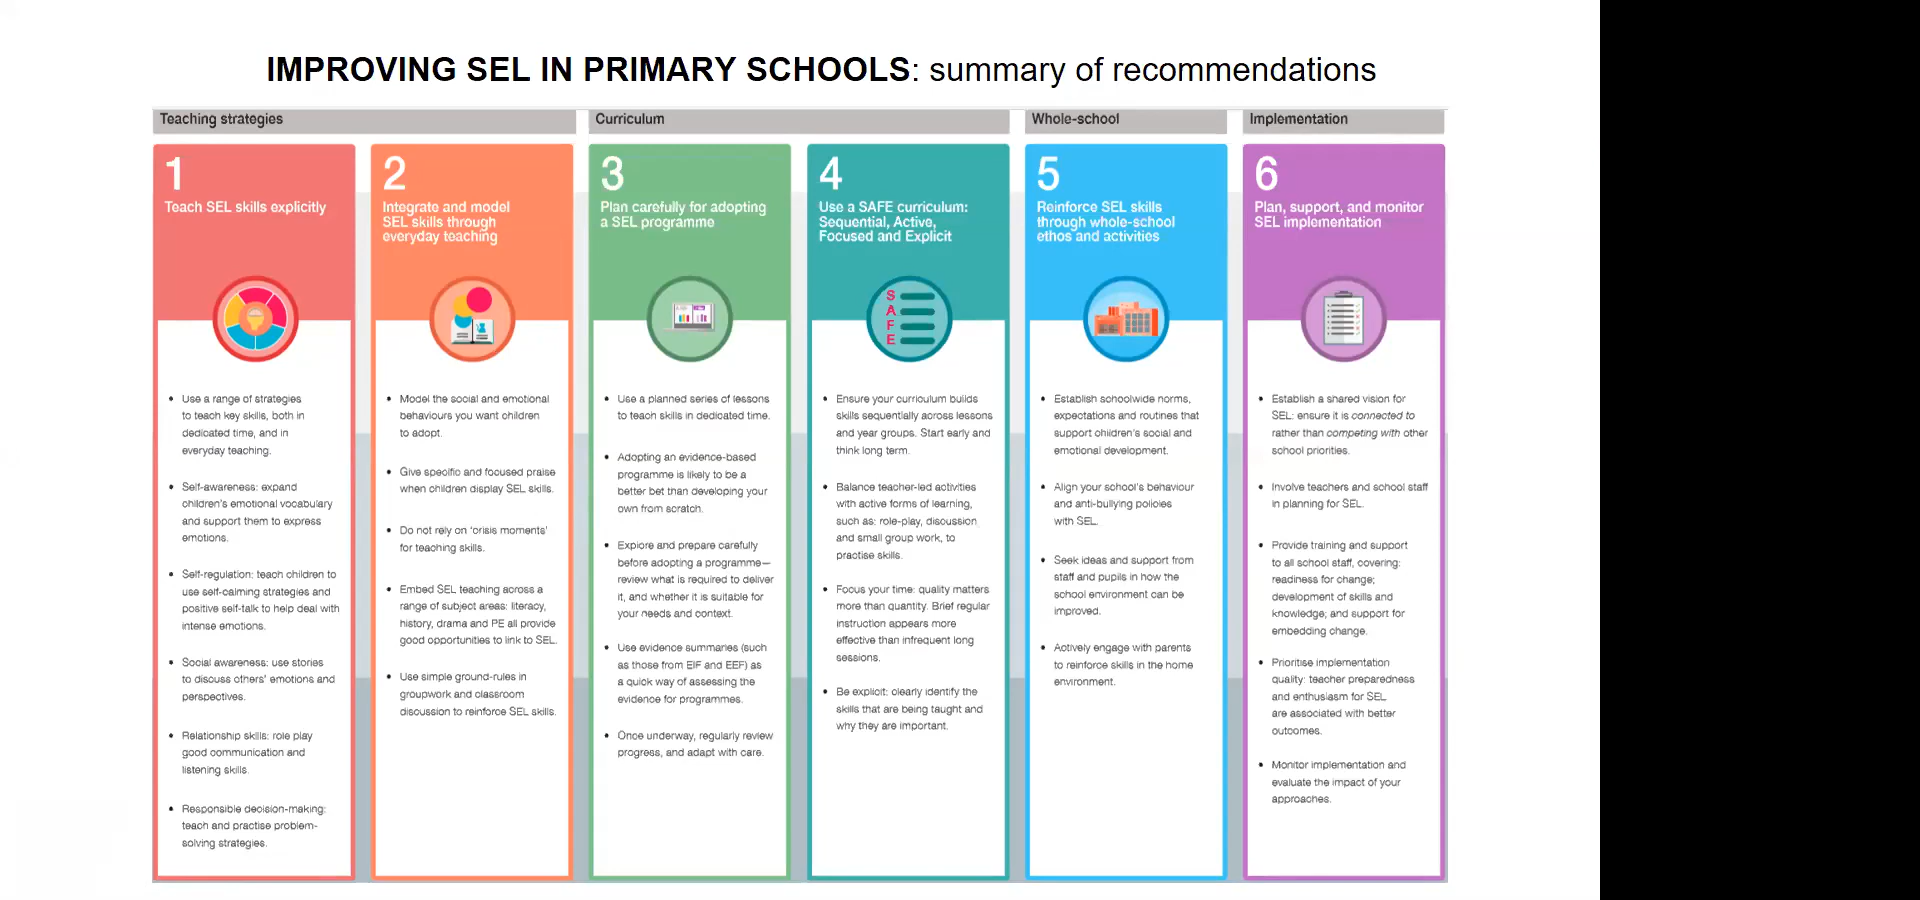 IMPROVING SEL IN PRIMARY SCHOOLS: summary of recommendations
Teaching strategies
1
Teach SEL skills explicitly
Use a range of strategies
to teach key skills, both in
dedicated time, and in
everyday teaching.
Self-awareness: expand
children's emotional vocabulary
and support them to express
emotions.
Self-regulation: teach children to
use self-calming strategies and
positive self-talk to help deal with
intense emotions.
Social awareness: use stories
to discuss others' emotions and
perspectives.
Relationship skills: role play
good communication and
listening skills.
Responsible decision-making:
teach and practise problem-
solving strategies.
2
Integrate and model
SEL skills through
everyday teaching
Model the social and emotional
behaviours you want children
to adopt.
Give specific and focused praise
when children display SEL skills.
Do not rely on 'crisis moments'
for teaching skills.
Embed SEL teaching across a
range of subject areas: literacy,
history, drama and PE all provide
good opportunities to link to SEL.
Use simple ground-rules in
groupwork and classroom
discussion to reinforce SEL skills.
Curriculum
3
Plan carefully for adopting
a SEL programme
Use a planned series of lessons
to teach skills in dedicated time.
Adopting an evidence-based
programme is likely to be a
better bet than developing your
own from scratch.
Explore and prepare carefully
before adopting a programme—
review what is required to deliver
it, and whether it is suitable for
your needs and context.
Use evidence summaries (such
as those from EIF and EEF) as
a quick way of assessing the
evidence for programmes.
Once underway, regularly review
progress, and adapt with care.
4
Use a SAFE curriculum:
Sequential, Active,
Focused and Explicit
S
A
F
E
Ensure your curriculum builds
skills sequentially across lessons
and year groups. Start early and
think long term.
Balance teacher-led activities
with active forms of learning,
such as: role-play, discussion
and small group work, to
practise skills.
Focus your time: quality matters
more than quantity. Brief regular
instruction appears more
effective than infrequent long
sessions.
Be explicit: clearly identify the
skills that are being taught and
why they are important.
Whole-school
5
Reinforce SEL skills
through whole-school
ethos and activities
Establish schoolwide norms,
expectations and routines that
support children's social and
emotional development.
Align your school's behaviour
and anti-bullying policies
with SEL.
Seek ideas and support from
staff and pupils in how the
school environment can be
improved.
Actively engage with parents
to reinforce skills in the home
environment.
Implementation
6
Plan, support, and monitor
SEL implementation
Establish a shared vision for
SEL: ensure it is connected to
rather than competing with other
school priorities.
Involve teachers and school staff
in planning for SEL.
Provide training and support
to all school staff, covering:
readiness for change;
development of skills and
knowledge; and support for
embedding change.
Prioritise implementation
quality: teacher preparedness
and enthusiasm for SEL
are associated with better
outcomes.
Monitor implementation and
evaluate the impact of your
approaches.